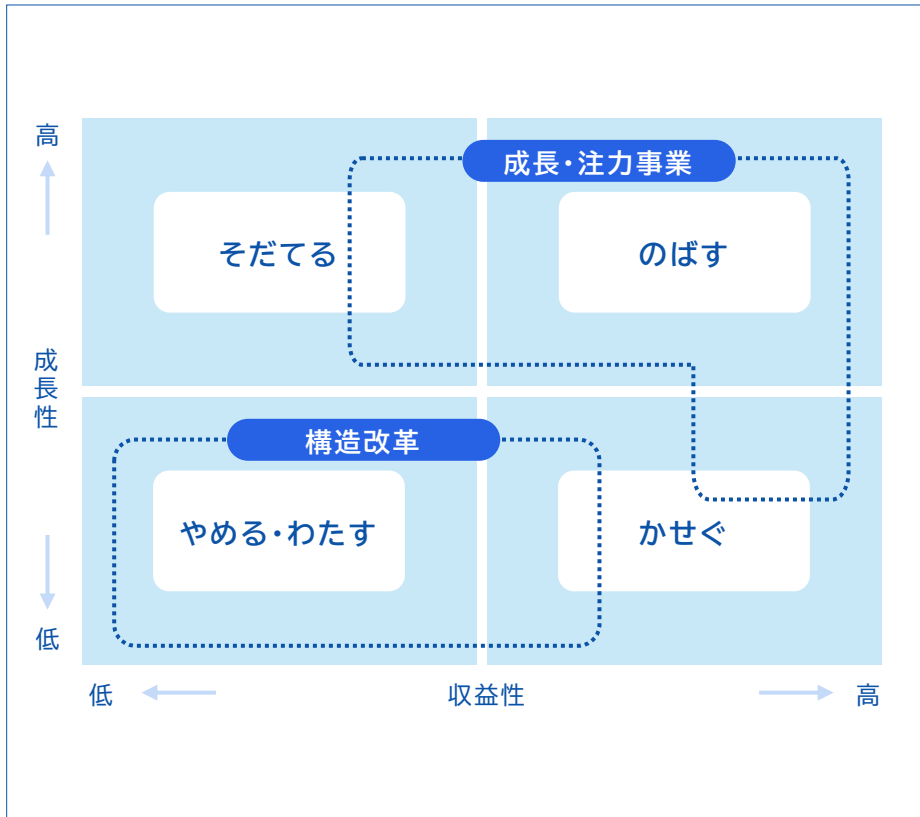 高
成長・注力事業
そだてる
のばす
成長性
構造改革
やめる・わたす
かせぐ
低
低
収益性
高